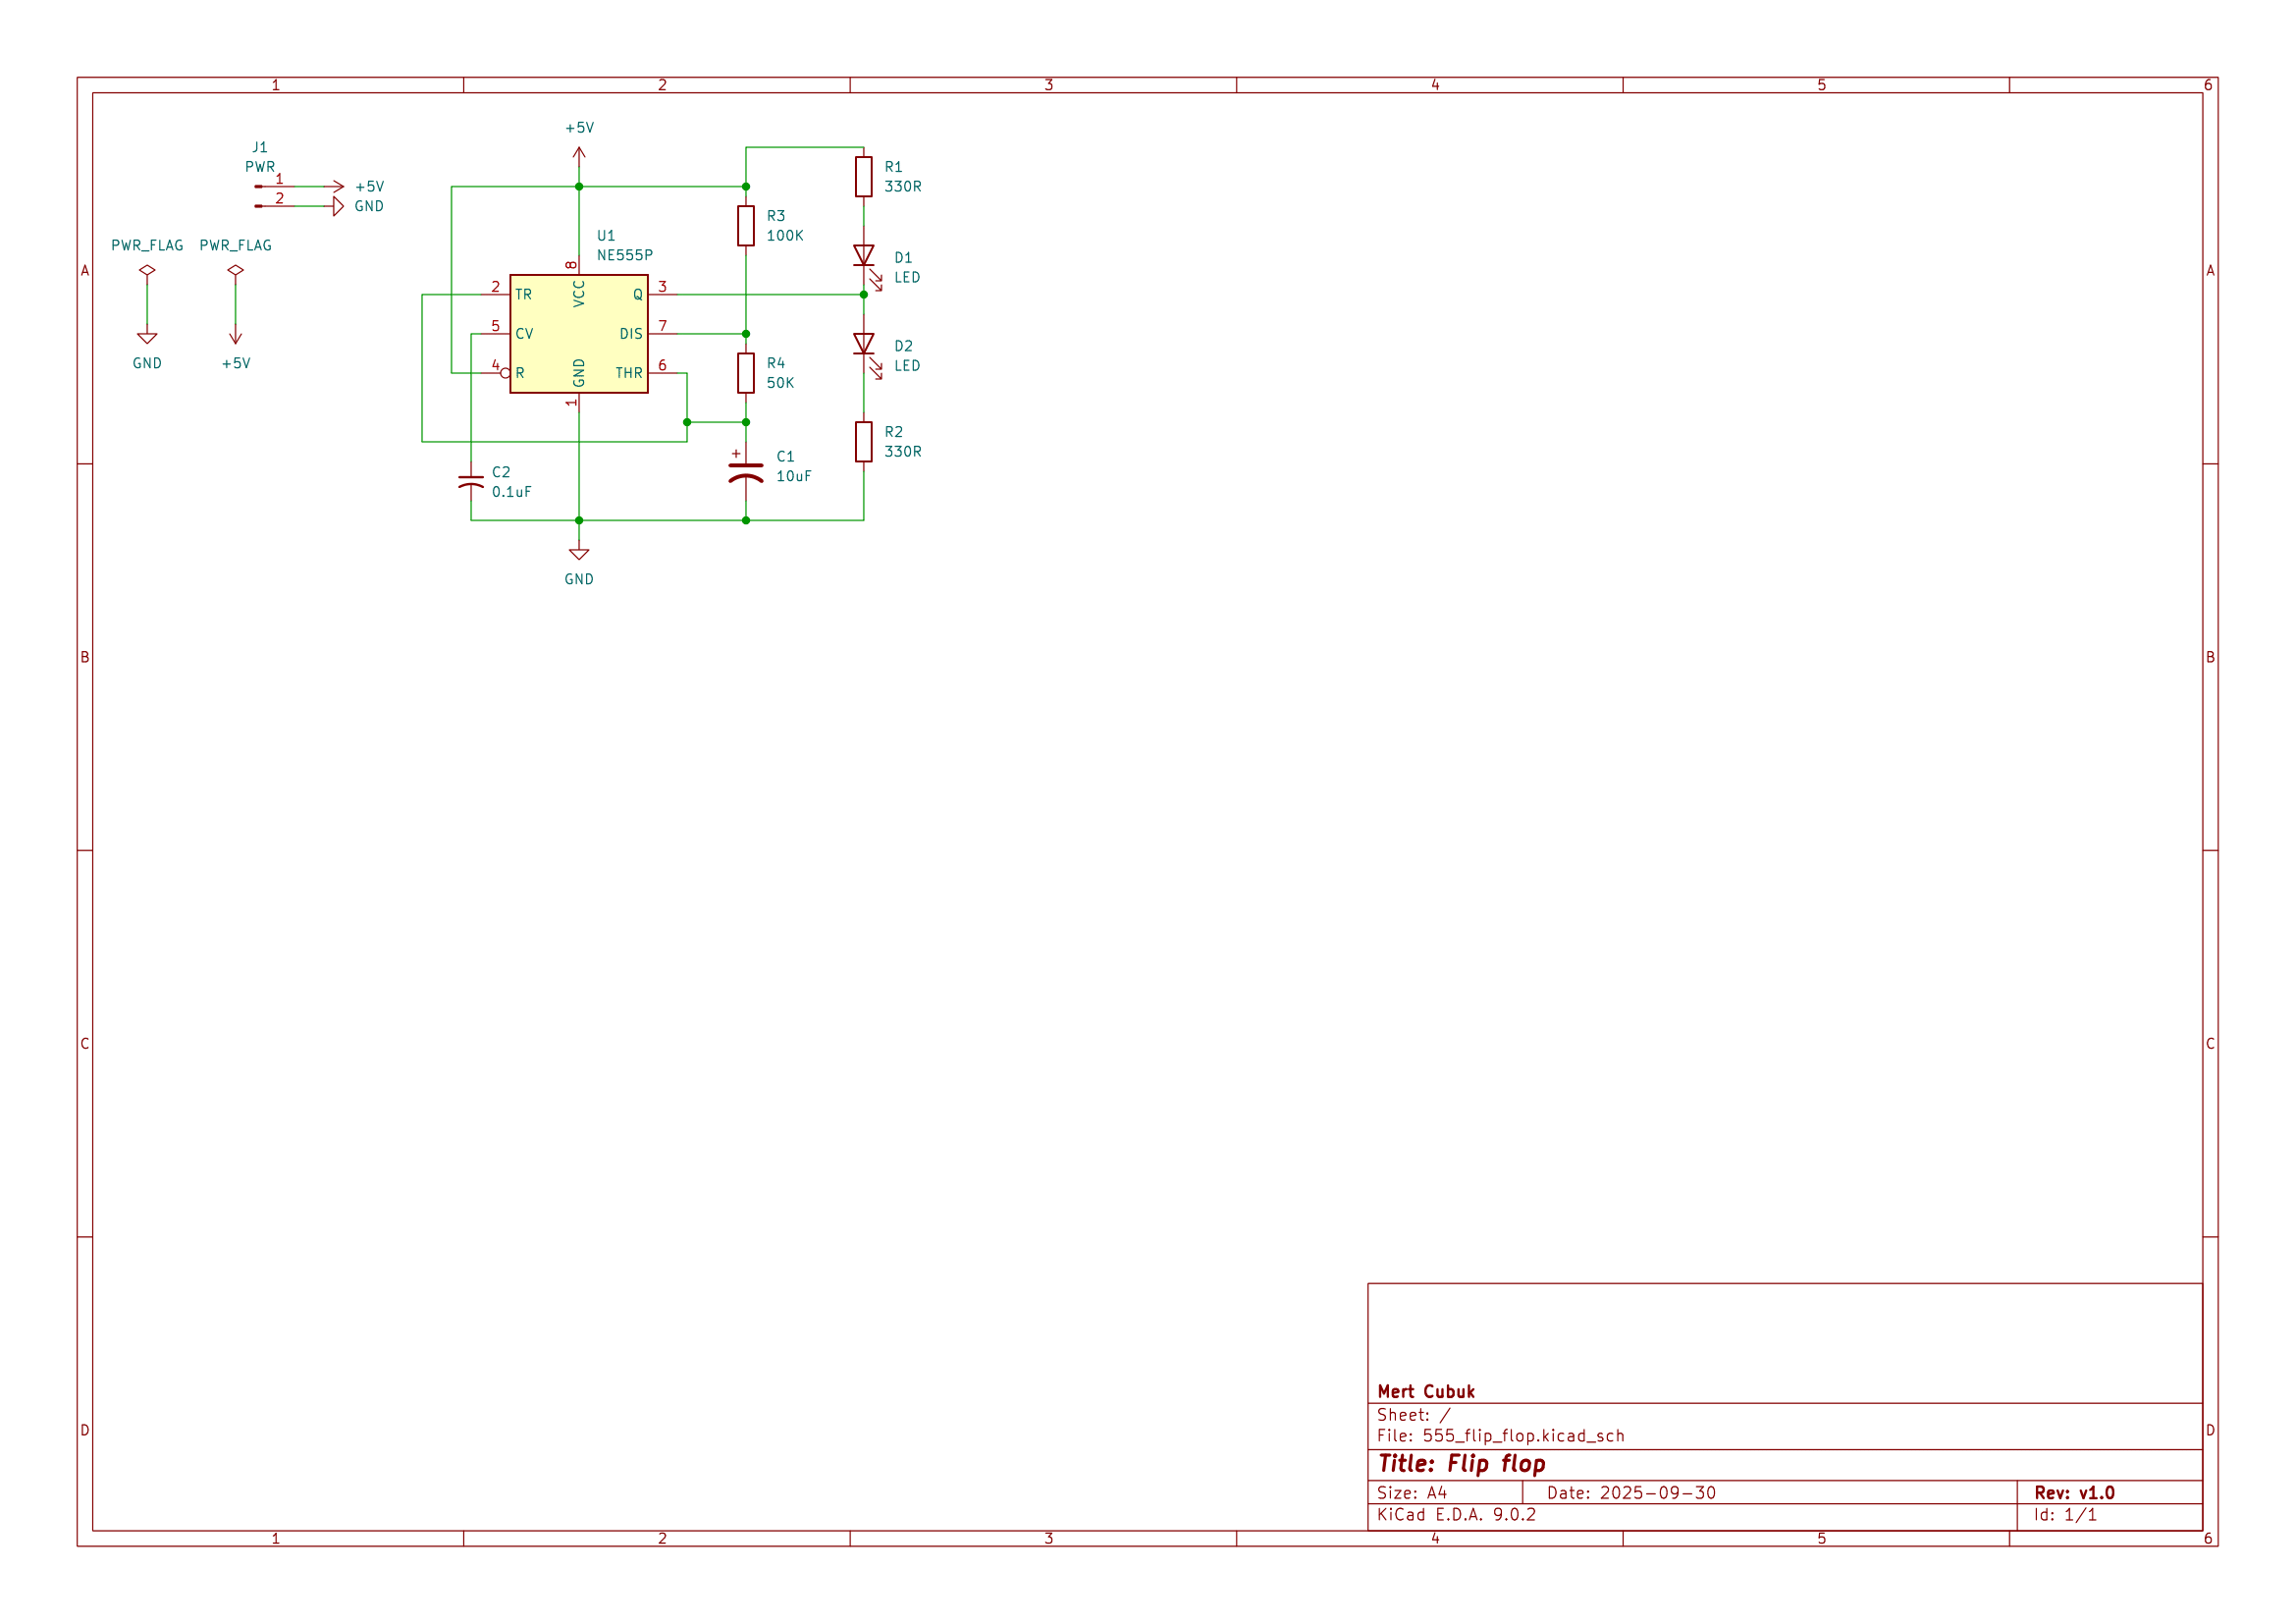 1 2 3 4 5 6
A
B
C
D
A
B
C
D
J1
PWR
1
2
+5V
GND
PWR_FLAG
GND
PWR_FLAG
+5V
+5V
U1
NE555P
8
VCC
2 TR
5 CV
4 R
Q 3
DIS 7
THR 6
GND
1
R3
100K
R4
50K
C1
+
10uF
C2
0.1uF
GND
R1
330R
D1
LED
D2
LED
R2
330R
Mert Cubuk
Sheet: /
File: 555_flip_flop.kicad_sch
Title: Flip flop
Size: A4 Date: 2025-09-30 Rev: v1.0
KiCad E.D.A. 9.0.2 Id: 1/1
1 2 3 4 5 6